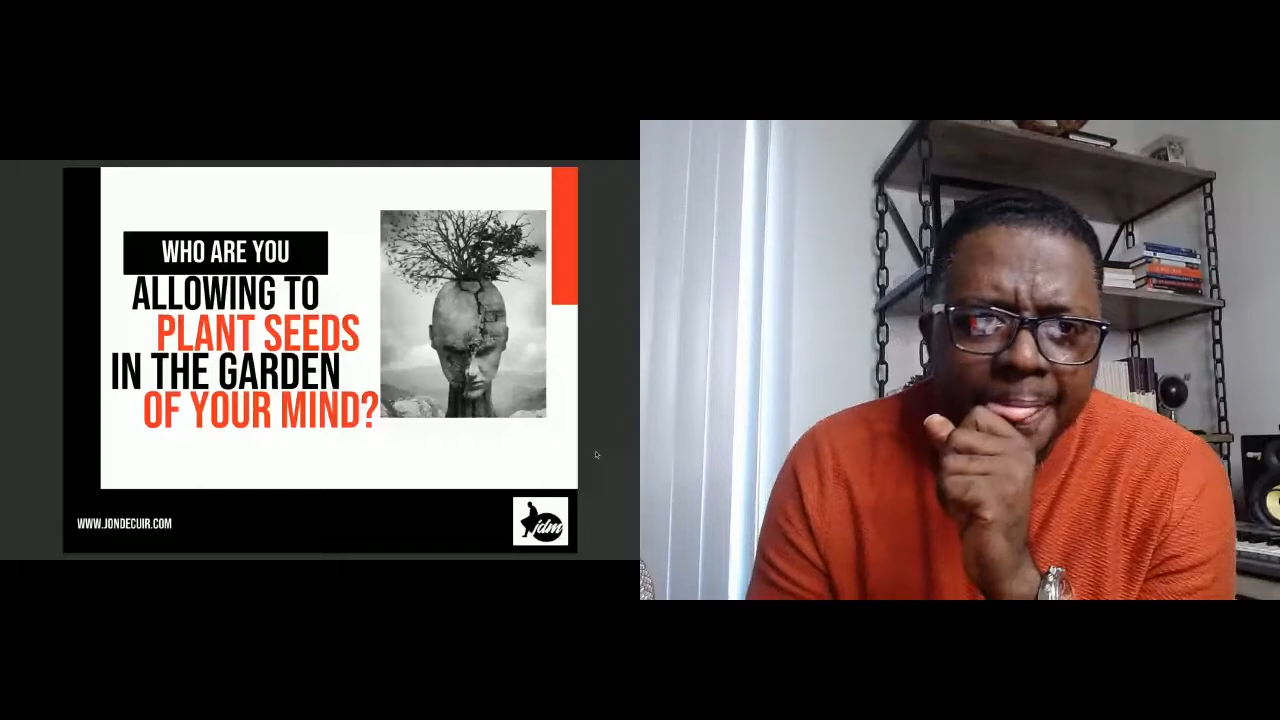 WHO ARE YOU
ALLOWING TO
PLANT SEEDS
IN THE GARDEN
OF YOUR MIND?
WWW.JONDECUIR.COM
jdm